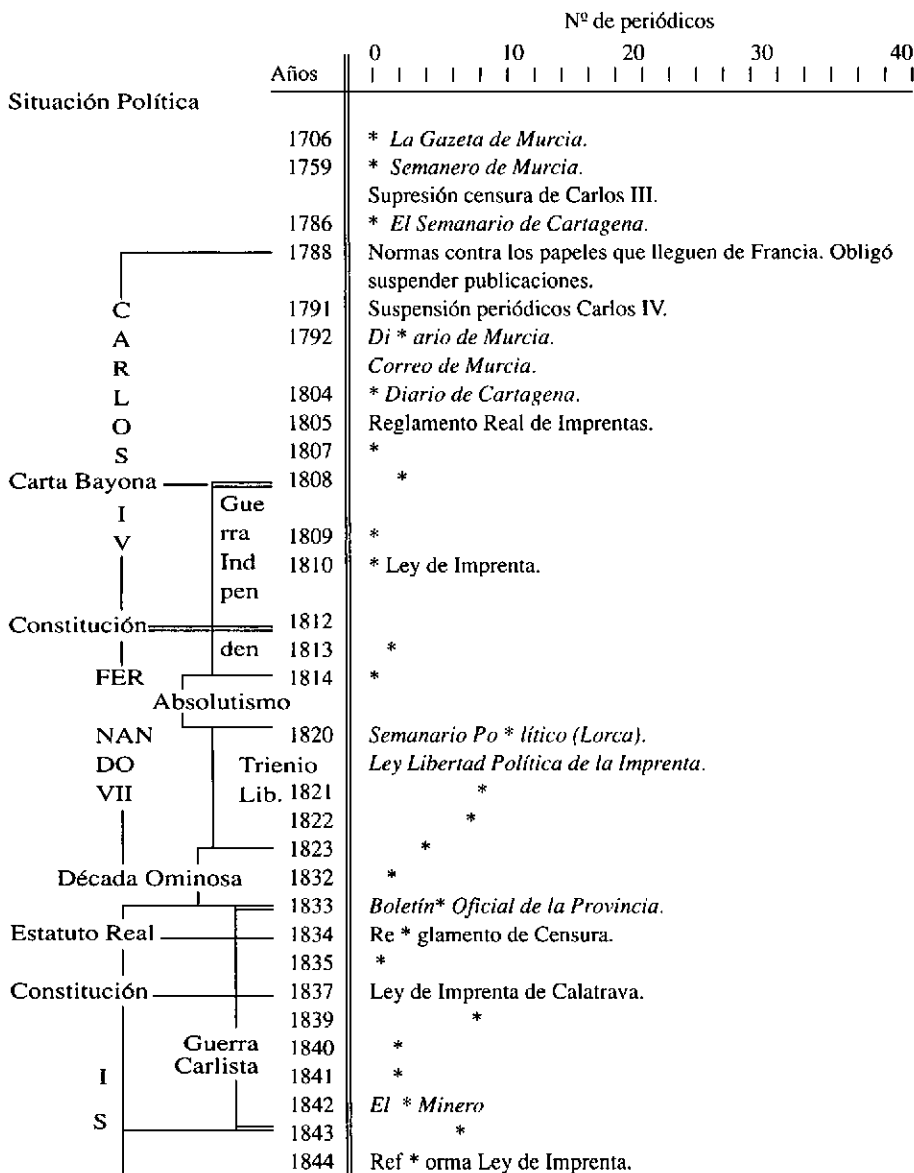 Nº de periódicos
0 10 20 30 40
Años
Situación Política
1706 * La Gazeta de Murcia.
1759 * Semanero de Murcia.
Supresión censura de Carlos III.
1786 * El Semanario de Cartagena.
1788 Normas contra los papeles que lleguen de Francia. Obligó
suspender publicaciones.
C 1791 Suspensión periódicos Carlos IV.
A 1792 Di * ario de Murcia.
R Correo de Murcia.
L 1804 * Diario de Cartagena.
O 1805 Reglamento Real de Imprentas.
S 1807 *
Carta Bayona 1808 *
I Gue
V rra 1809 *
Ind 1810 * Ley de Imprenta.
pen
Constitución 1812
den 1813 *
FER 1814 *
Absolutismo
NAN 1820 Semanario Po * lítico (Lorca).
DO Trienio Ley Libertad Política de la Imprenta.
VII Lib. 1821 *
1822 *
1823 *
Década Ominosa 1832 *
1833 Boletín* Oficial de la Provincia.
Estatuto Real 1834 Re * glamento de Censura.
1835 *
Constitución 1837 Ley de Imprenta de Calatrava.
1839 *
Guerra 1840 *
Carlista
I 1841 *
1842 El * Minero
S 1843 *
1844 Ref * orma Ley de Imprenta.